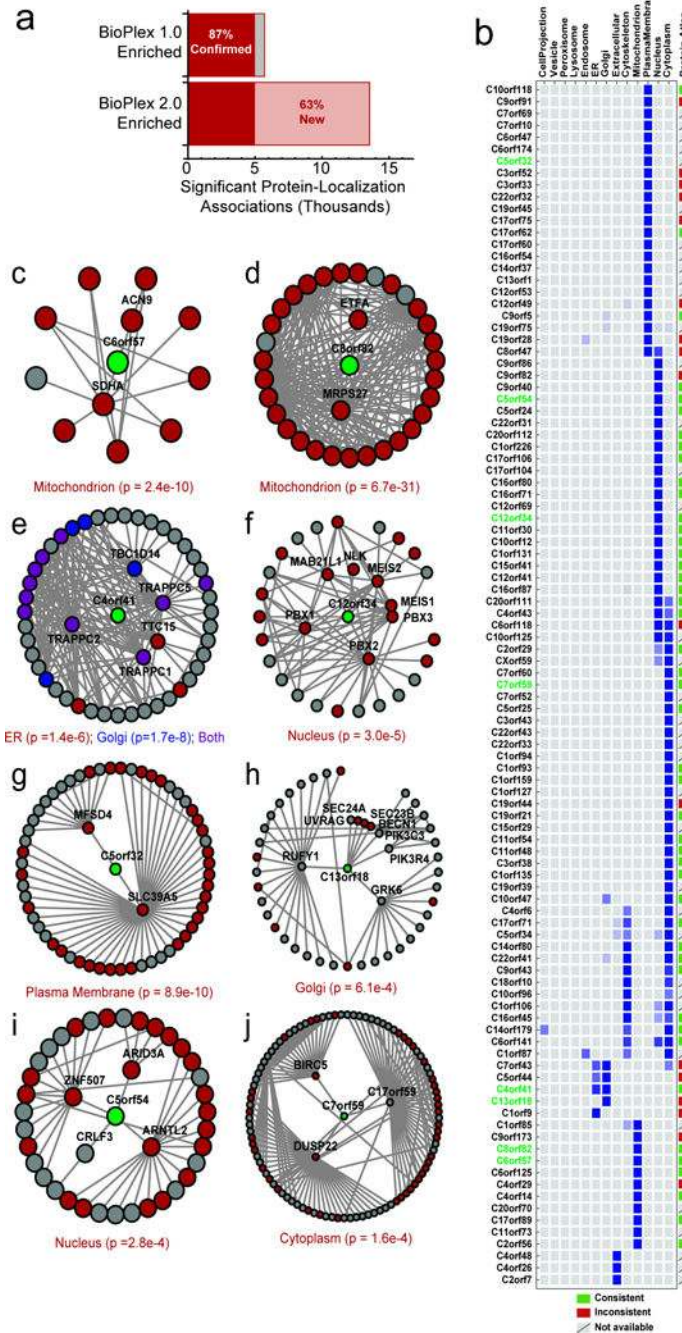 a
BioPlex 1.0
Enriched
87%
Confirmed
BioPlex 2.0
Enriched
63%
New
0 5 10 15
Significant Protein-Localization
Associations (Thousands)
b
CellProjection
Vesicle
Peroxisome
Lysosome
Endosome
ER
Golgi
Extracellular
Cytoskeleton
Mitochondrion
PlasmaMembra
Nucleus
Cytoplasm
C10orf118
C9orf91
C7orf69
C7orf10
C6orf47
C6orf174
C5orf32
C3orf52
C3orf33
C22orf32
C19orf45
C17orf75
C17orf62
C17orf60
C16orf54
C14orf37
C13orf1
C12orf53
C12orf49
C9orf5
C19orf75
C19orf28
C8orf47
C9orf86
C9orf82
C9orf40
C5orf54
C5orf24
C22orf31
C20orf112
C1orf226
C17orf106
C17orf104
C16orf80
C16orf71
C12orf69
C12orf34
C11orf30
C10orf12
C1orf131
C15orf41
C12orf41
C16orf87
C20orf111
C4orf43
C6orf118
C10orf125
C2orf29
CXorf59
C7orf59
C7orf60
C12orf52
C5orf25
C3orf43
C22orf43
C22orf33
C1orf94
C1orf93
C1orf159
C1orf127
C19orf44
C19orf21
C15orf29
C11orf54
C11orf48
C3orf38
C1orf135
C19orf39
C10orf47
C4orf6
C17orf71
C5orf34
C14orf80
C22orf41
C9orf43
C18orf10
C10orf96
C1orf106
C16orf45
C14orf179
C6orf141
C1orf87
C7orf43
C5orf44
C4orf41
C13orf18
C1orf9
C1orf85
C9orf173
C8orf82
C6orf57
C6orf125
C4orf29
C4orf14
C20orf70
C17orf89
C11orf73
C2orf56
C4orf48
C4orf26
C2orf7
Consistent
Inconsistent
Not available
c
ACN9
C6orf57
SDHA
Mitochondrion (p = 2.4e-10)
d
ETFA
C8orf82
MRPS27
Mitochondrion (p = 6.7e-31)
e
TBC1D14
TRAPPC5
C4orf41
TRAPPC2
TTC15
TRAPPC1
ER (p =1.4e-6); Golgi (p=1.7e-8); Both
f
MAB21L1
NLK
MEIS2
C12orf34
MEIS1
PBX1
PBX3
PBX2
Nucleus (p = 3.0e-5)
g
MFSD4
C5orf32
SLC39A5
Plasma Membrane (p = 8.9e-10)
h
SEC24A
SEC23B
UVRAG
BECN1
PIK3C3
RUFY1
PIK3R4
C13orf18
GRK6
Golgi (p = 6.1e-4)
i
ARID3A
ZNF507
C5orf54
CRLF3
ARNTL2
Nucleus (p =2.8e-4)
j
BIRC5
C17orf59
C7orf59
DUSP22
Cytoplasm (p = 1.6e-4)